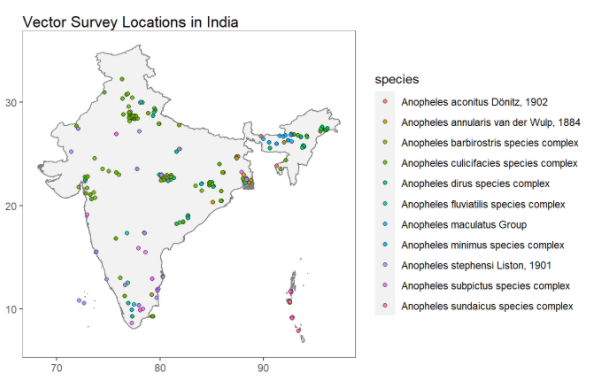 Vector Survey Locations in India
species
Anopheles aconitus Dönitz, 1902
Anopheles annularis van der Wulp, 1884
Anopheles barbirostris species complex
Anopheles culicifacies species complex
Anopheles dirus species complex
Anopheles fluviatilis species complex
Anopheles maculatus Group
Anopheles minimus species complex
Anopheles stephensi Liston, 1901
Anopheles subpictus species complex
Anopheles sundaicus species complex
30
20
10
70
80
90